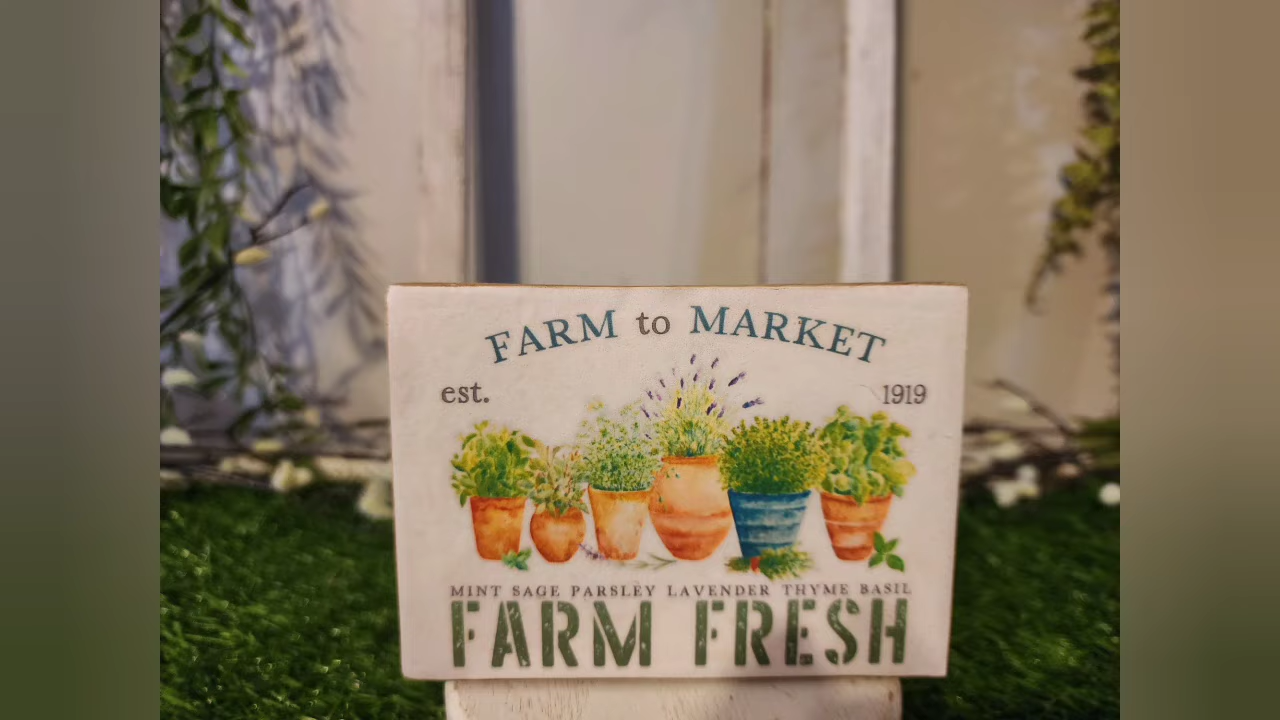 FARM to MARKET
est. 1919
MINT SAGE PARSLEY LAVENDER THYME BASIL
FARM FRESH